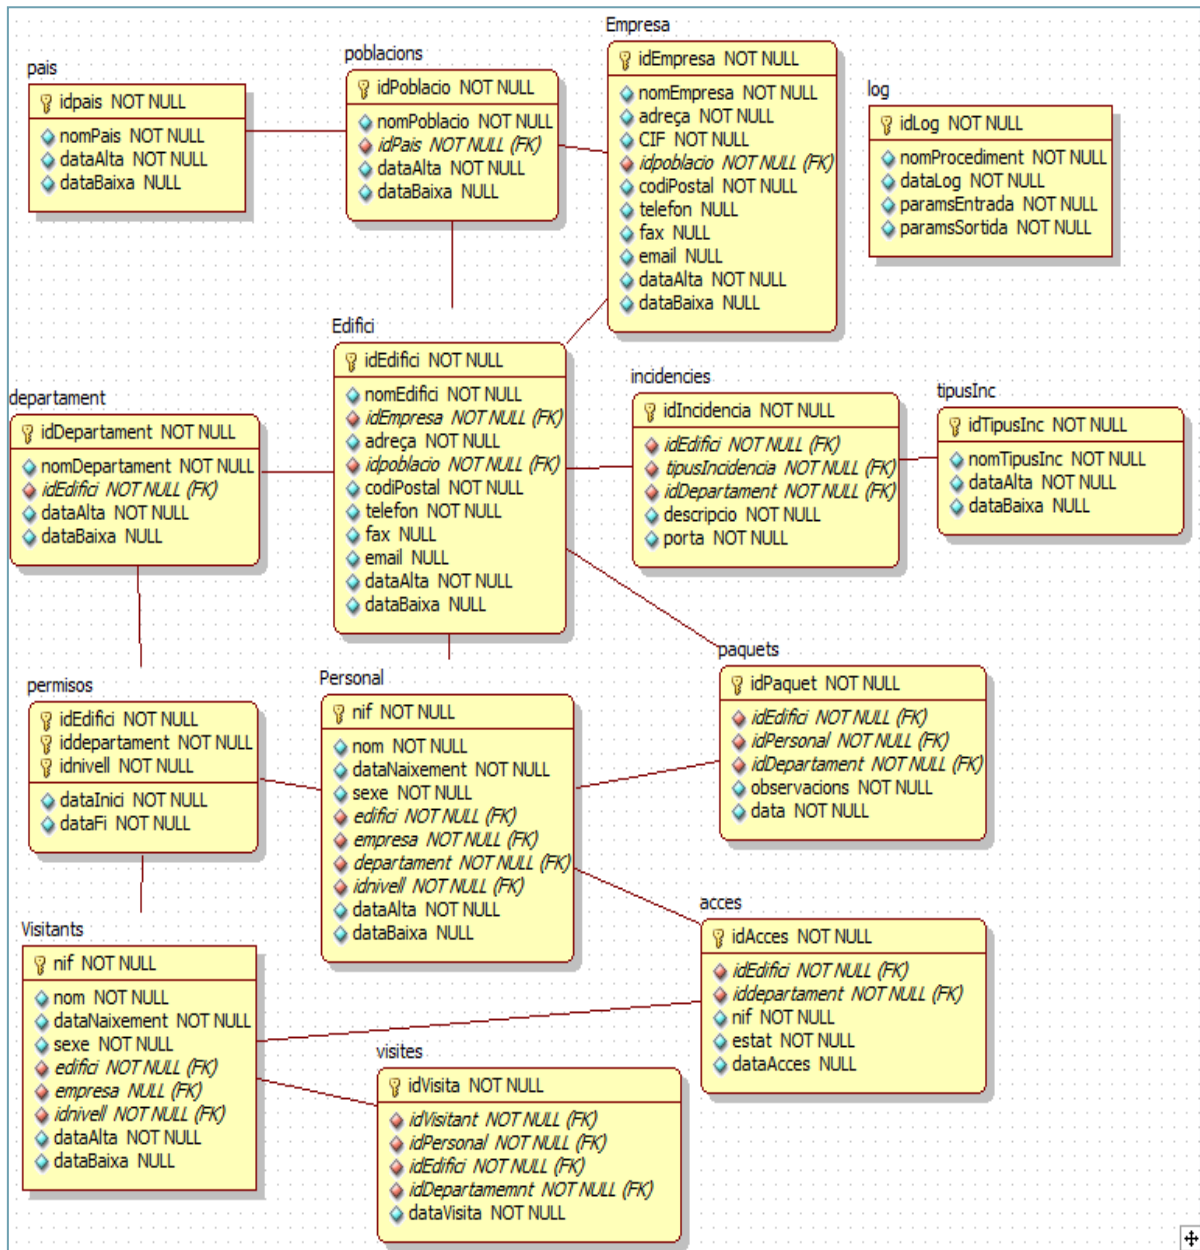 pais
idpais NOT NULL
nomPais NOT NULL
dataAlta NOT NULL
dataBaixa NULL
poblacions
idPoblacio NOT NULL
nomPoblacio NOT NULL
idPais NOT NULL (FK)
dataAlta NOT NULL
dataBaixa NULL
Empresa
idEmpresa NOT NULL
nomEmpresa NOT NULL
adreça NOT NULL
CIF NOT NULL
idpoblacio NOT NULL (FK)
codiPostal NOT NULL
telefon NULL
fax NULL
email NULL
dataAlta NOT NULL
dataBaixa NULL
log
idLog NOT NULL
nomProcediment NOT NULL
dataLog NOT NULL
paramsEntrada NOT NULL
paramsSortida NOT NULL
departament
idDepartament NOT NULL
nomDepartament NOT NULL
idEdifici NOT NULL (FK)
dataAlta NOT NULL
dataBaixa NULL
Edifici
idEdifici NOT NULL
nomEdifici NOT NULL
idEmpresa NOT NULL (FK)
adreça NOT NULL
idpoblacio NOT NULL (FK)
codiPostal NOT NULL
telefon NOT NULL
fax NULL
email NULL
dataAlta NOT NULL
dataBaixa NULL
incidencies
idIncidencia NOT NULL
idEdifici NOT NULL (FK)
tipusIncidencia NOT NULL (FK)
idDepartament NOT NULL (FK)
descripcio NOT NULL
porta NOT NULL
tipusInc
idTipusInc NOT NULL
nomTipusInc NOT NULL
dataAlta NOT NULL
dataBaixa NULL
permisos
idEdifici NOT NULL
iddepartament NOT NULL
idnivell NOT NULL
dataInici NOT NULL
dataFi NOT NULL
Personal
nif NOT NULL
nom NOT NULL
dataNaixement NOT NULL
sexe NOT NULL
edifici NOT NULL (FK)
empresa NOT NULL (FK)
departament NOT NULL (FK)
idnivell NOT NULL (FK)
dataAlta NOT NULL
dataBaixa NULL
paquets
idPaquet NOT NULL
idEdifici NOT NULL (FK)
idPersonal NOT NULL (FK)
idDepartament NOT NULL (FK)
observacions NOT NULL
data NOT NULL
Visitants
nif NOT NULL
nom NOT NULL
dataNaixement NOT NULL
sexe NOT NULL
edifici NOT NULL (FK)
empresa NULL (FK)
idnivell NOT NULL (FK)
dataAlta NOT NULL
dataBaixa NULL
acces
idAcces NOT NULL
idEdifici NOT NULL (FK)
iddepartament NOT NULL (FK)
nif NOT NULL
estat NOT NULL
dataAcces NULL
visites
idVisita NOT NULL
idVisitant NOT NULL (FK)
idPersonal NOT NULL (FK)
idEdifici NOT NULL (FK)
idDepartamemnt NOT NULL (FK)
dataVisita NOT NULL